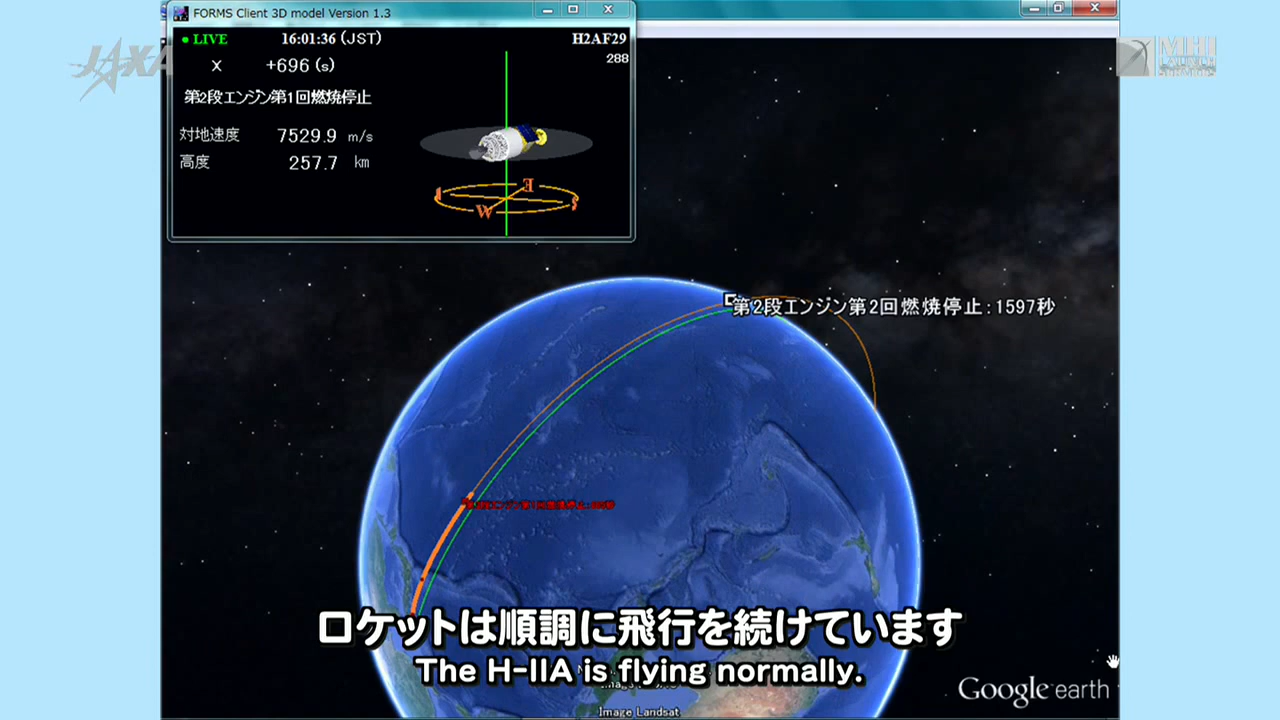 FORMS Client 3D model Version 1.3
LIVE 16:01:36 (JST) H2AF29
X +696 (s) 288
第2段エンジン第1回燃焼停止
対地速度 7529.9 m/s
高度 257.7 km
E
W
S
JAXA
MHI
LAUNCH
SERVICES
第2段エンジン第2回燃焼停止:1597秒
ロケットは順調に飛行を続けています
The H-IIA is flying normally.
Image Landsat
Google earth